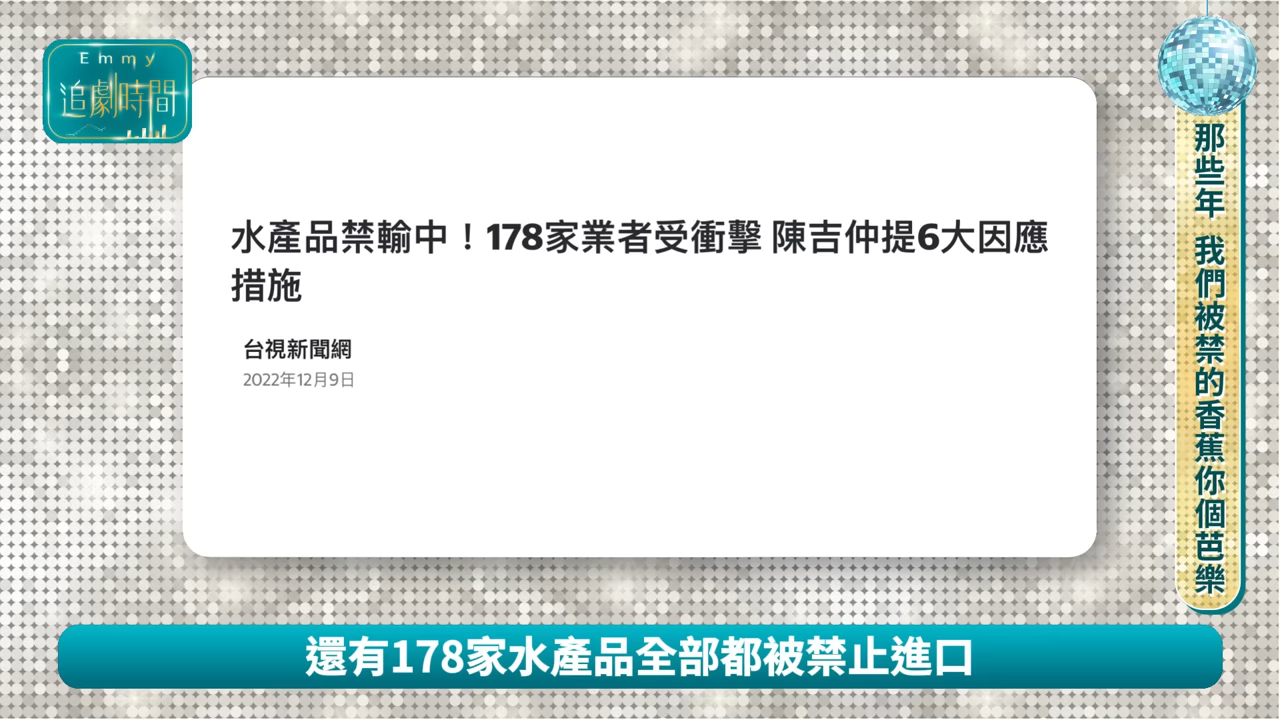 Emmy
追劇時間
水產品禁輸中！178家業者受衝擊 陳吉仲提6大因應
措施
台視新聞網
2022年12月9日
那些年 我們被禁的香蕉你個芭樂
還有178家水產品全部都被禁止進口